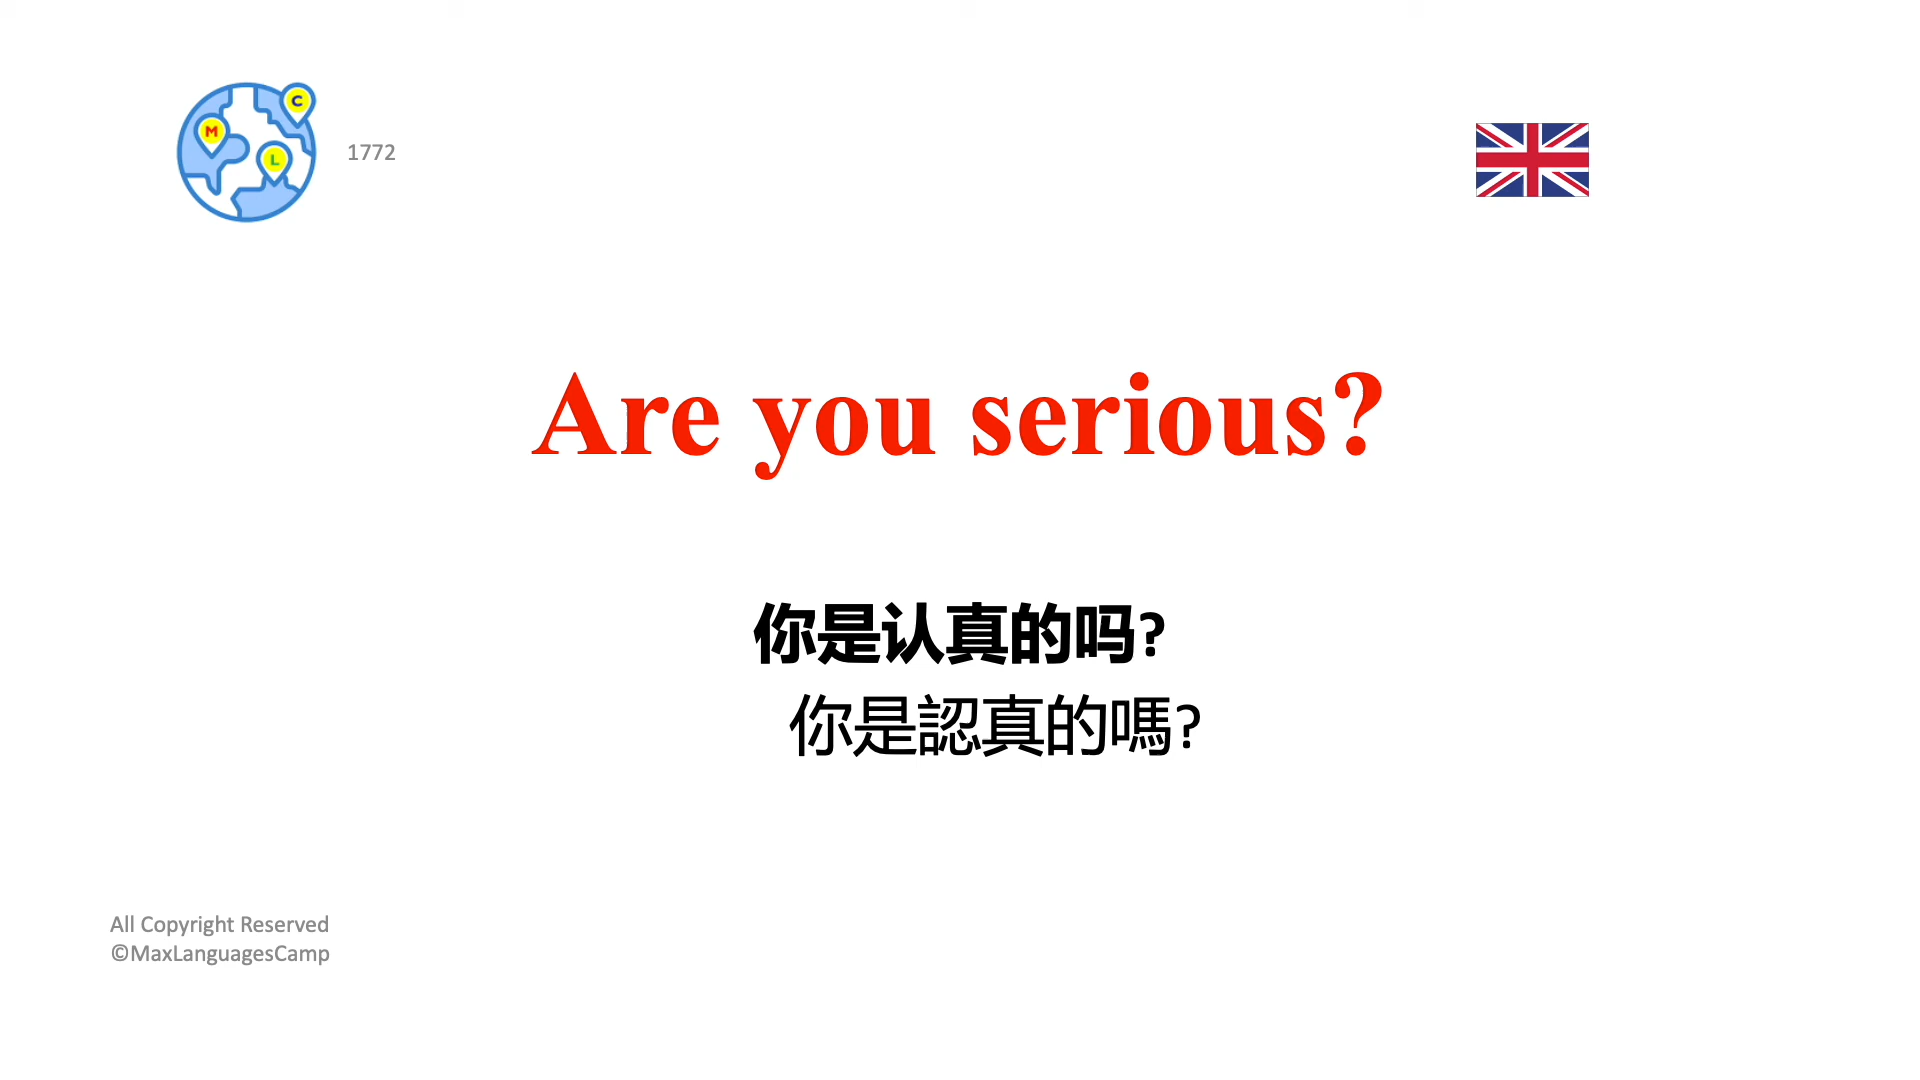 C
M
L
1772
Are you serious?
你是认真的吗?
你是認真的嗎?
All Copyright Reserved
©MaxLanguagesCamp